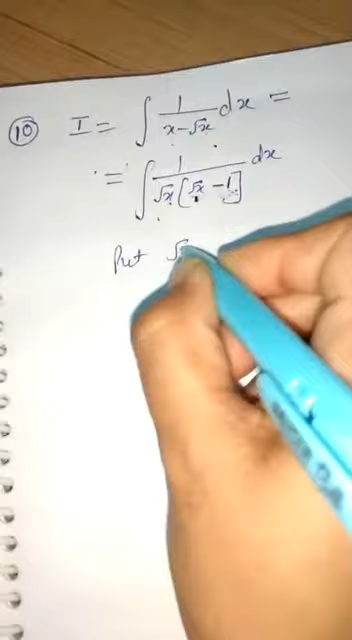 ⑩ I = ∫ 1/(x-√x) dx =
= ∫ 1/(√x[√x - 1]) dx
Put √